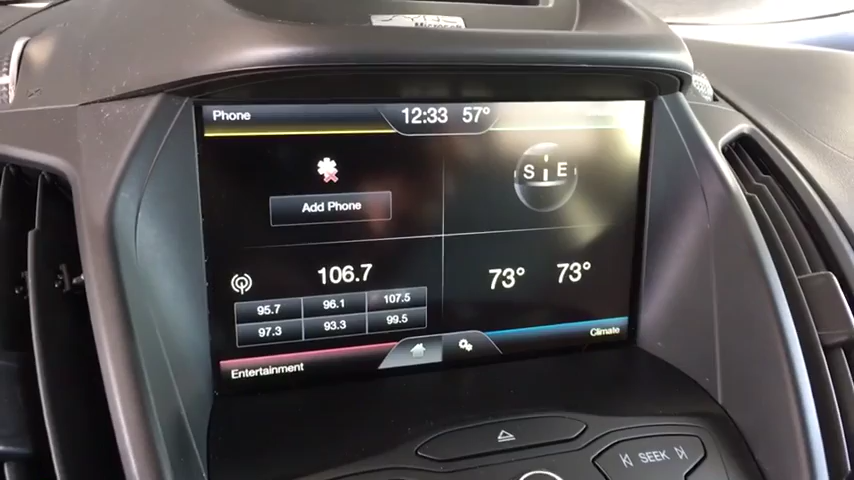 Microsoft
Phone
12:33 57°
S E
Add Phone
106.7
73° 73°
95.7 96.1 107.5
97.3 93.3 99.5
Climate
Entertainment
SEEK